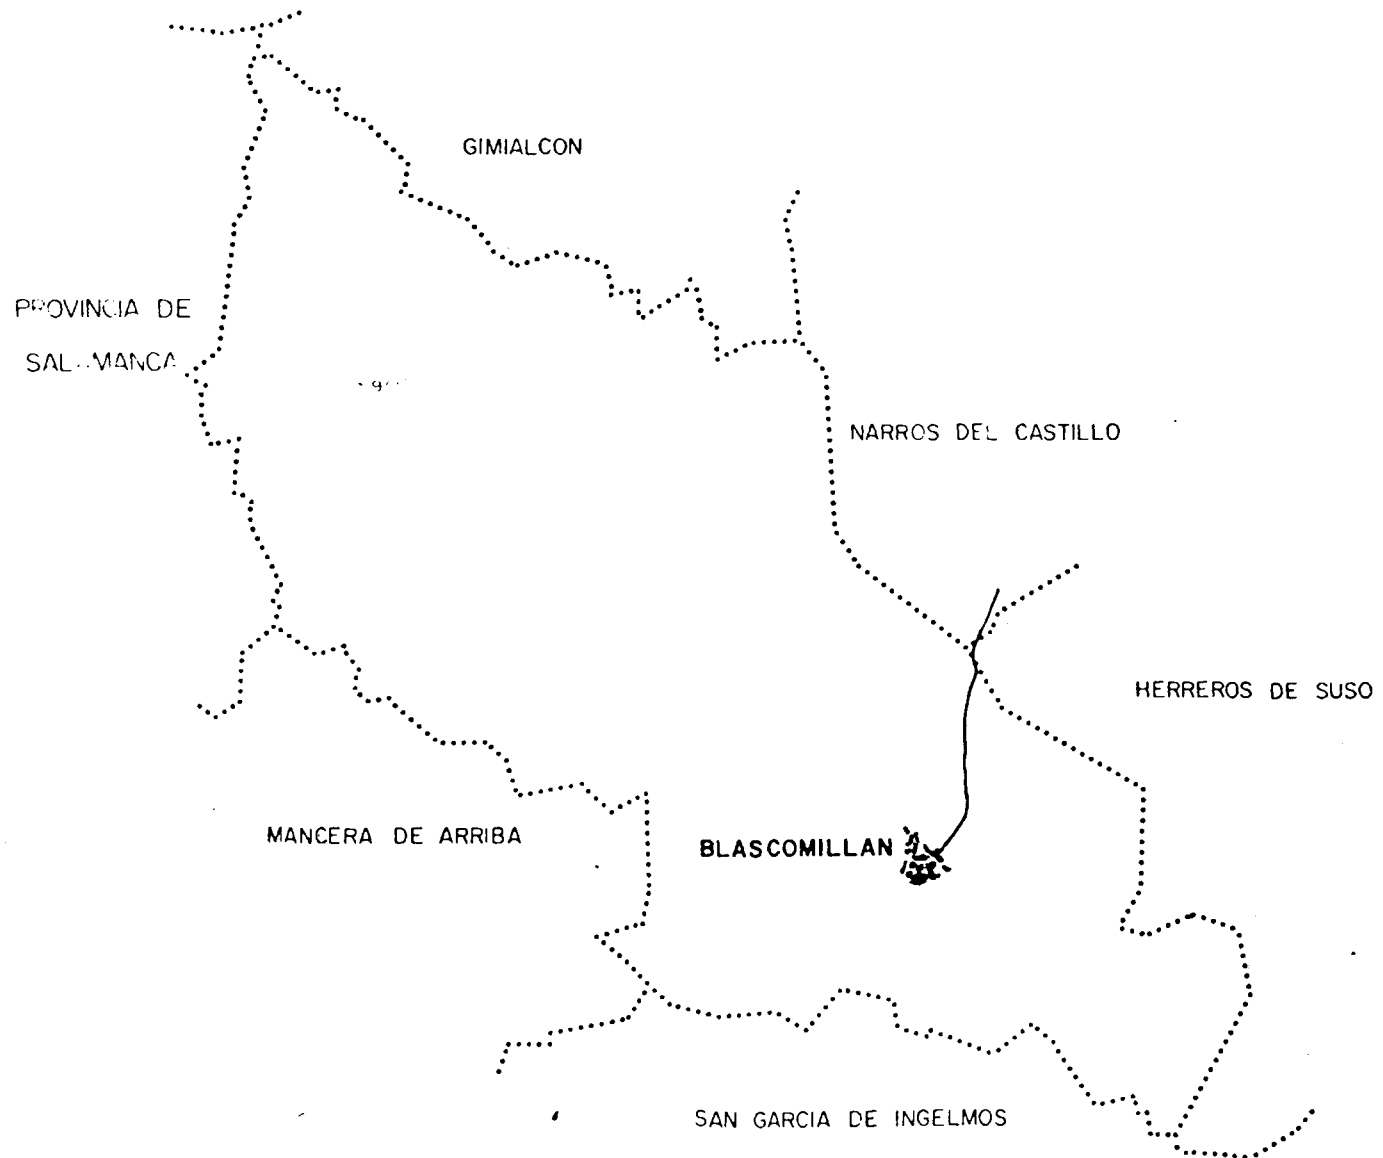 GIMIALCON
PROVINCIA DE
SALAMANCA
NARROS DEL CASTILLO
HERREROS DE SUSO
MANCERA DE ARRIBA
BLASCOMILLAN
SAN GARCIA DE INGELMOS